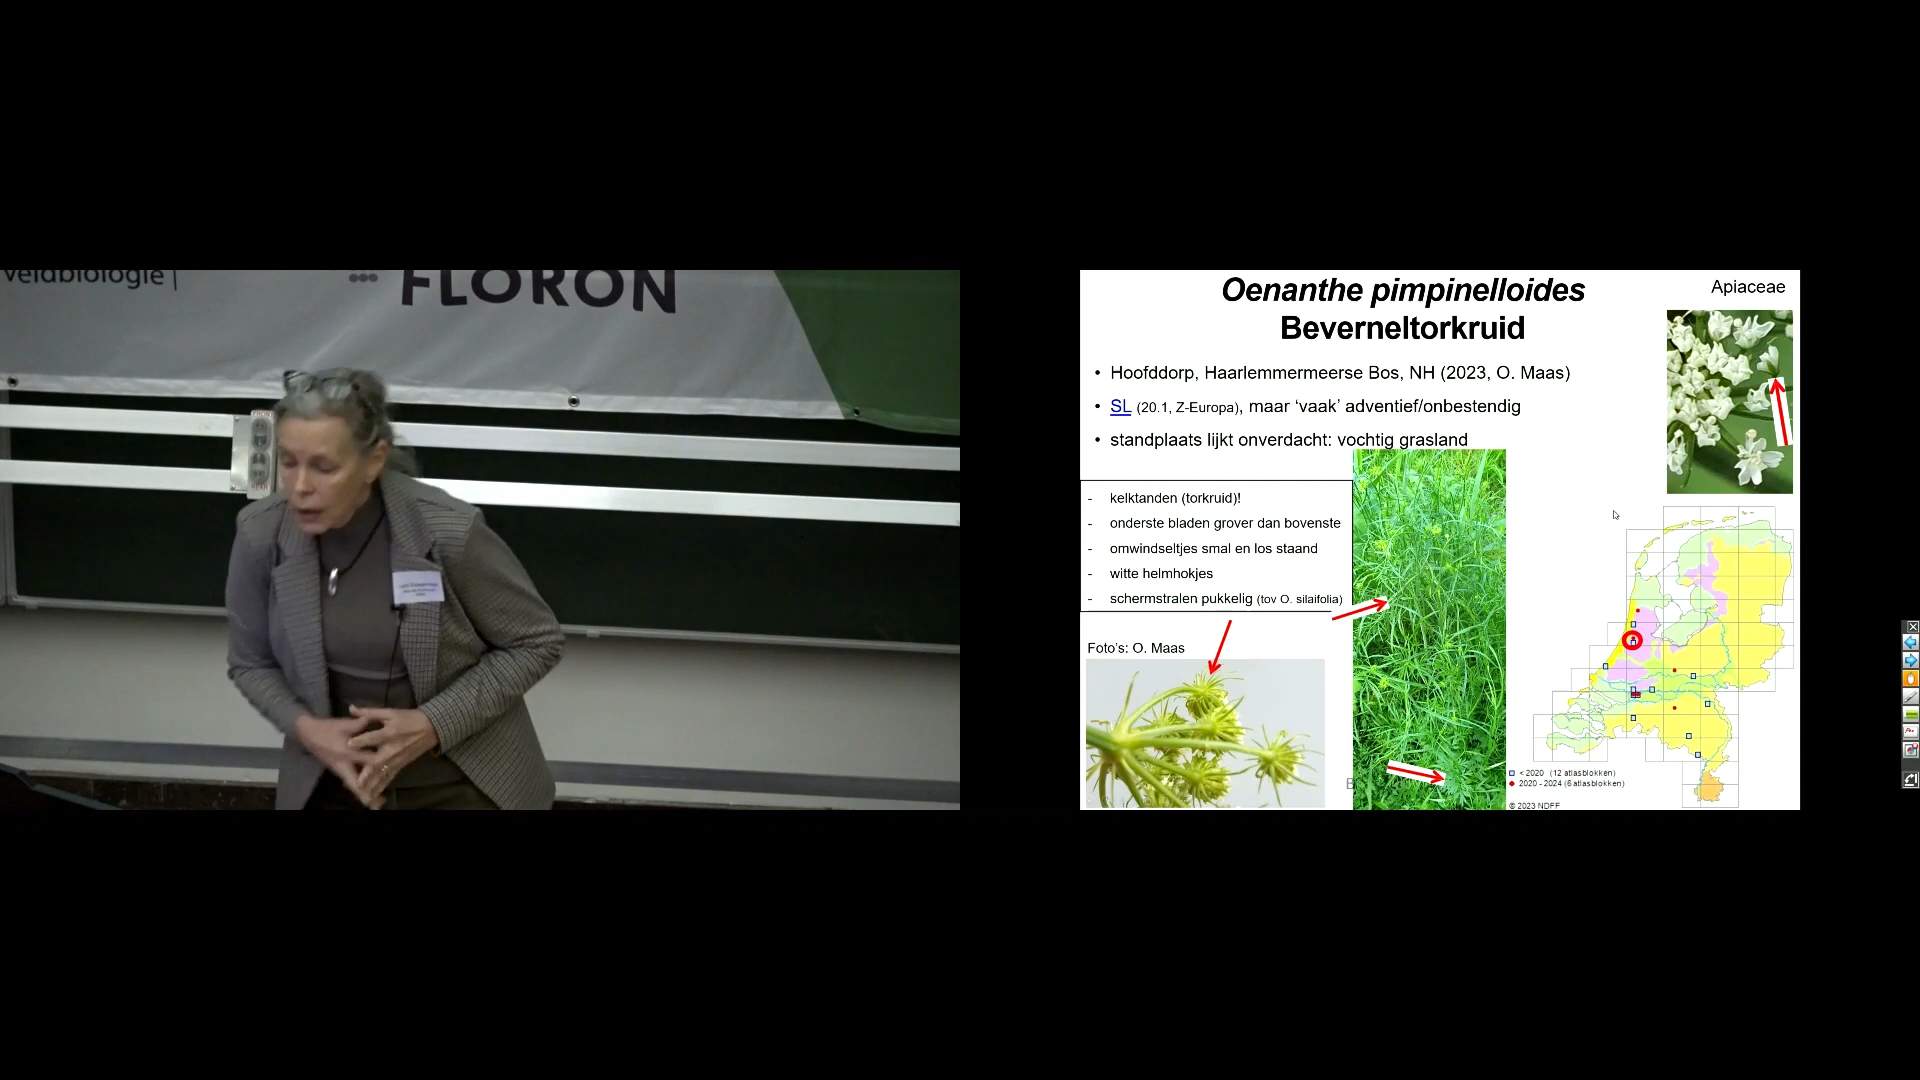 veldbiologie
FLORON
Oenanthe pimpinelloides
Beverneltorkruid
Apiaceae
• Hoofddorp, Haarlemmermeerse Bos, NH (2023, O. Maas)
• SL (20.1, Z-Europa), maar ‘vaak’ adventief/onbestendig
• standplaats lijkt onverdacht: vochtig grasland
- kelktanden (torkruid)!
- onderste bladen grover dan bovenste
- omwindseltjes smal en los staand
- witte helmhokjes
- schermstralen pukkelig (tov O. silaifolia)
Foto's: O. Maas
B
< 2020 (12 atlasblokken)
2020 - 2024 (6 atlasblokken)
© 2023 NDFF